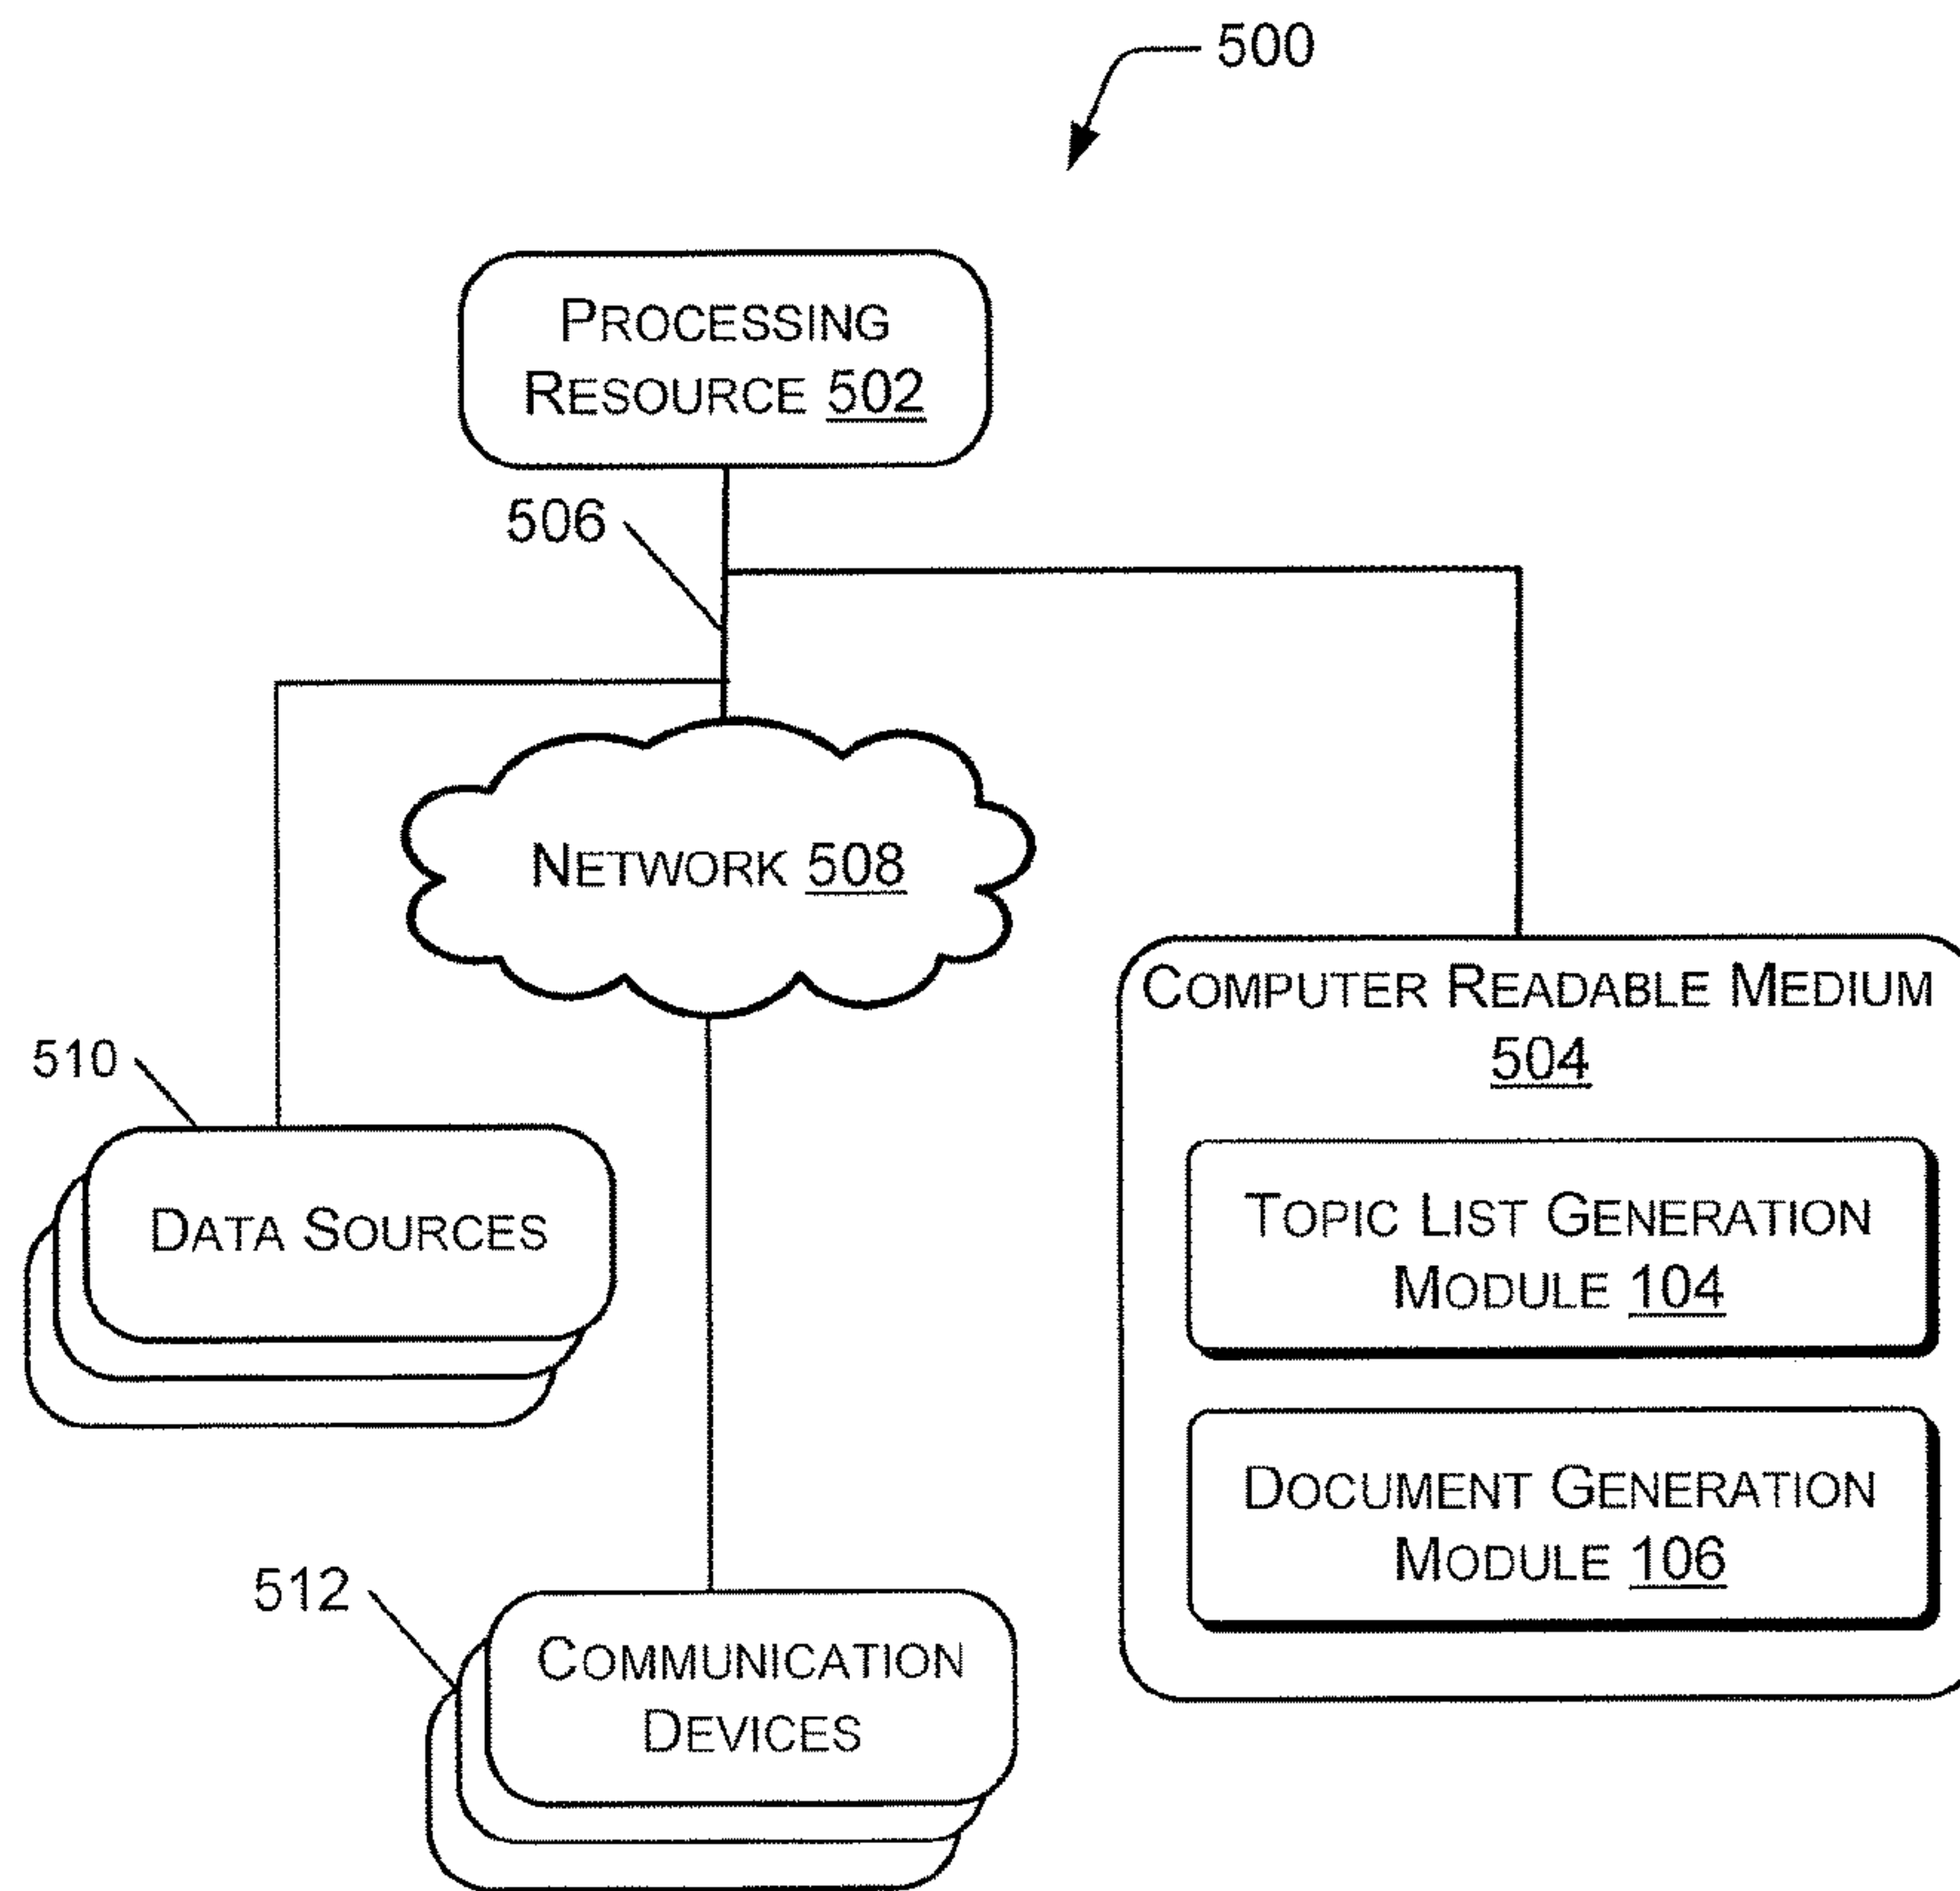 500
PROCESSING
RESOURCE 502
506
NETWORK 508
COMPUTER READABLE MEDIUM
504
510
DATA SOURCES
TOPIC LIST GENERATION
MODULE 104
DOCUMENT GENERATION
MODULE 106
512
COMMUNICATION
DEVICES